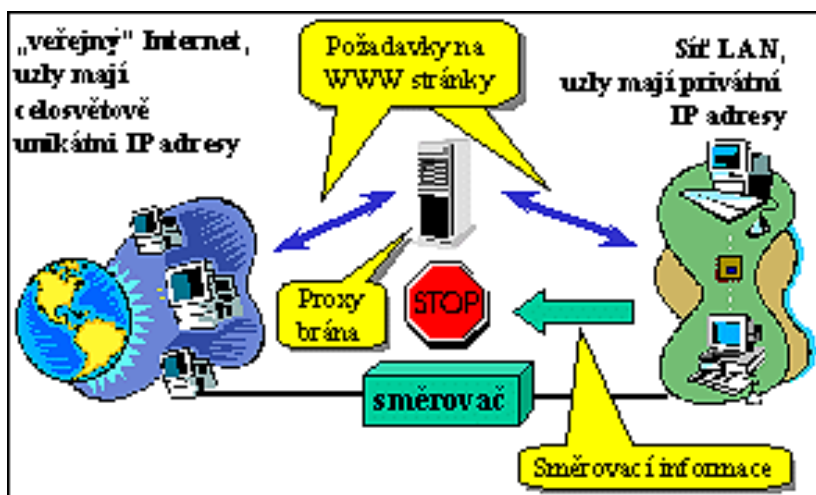 „veřejný“ Internet,
uzly mají
celosvětově
unikátní IP adresy
Požadavky na
WWW stránky
Síť LAN,
uzly mají privátní
IP adresy
Proxy
brána
STOP
směrovač
Směrovací informace